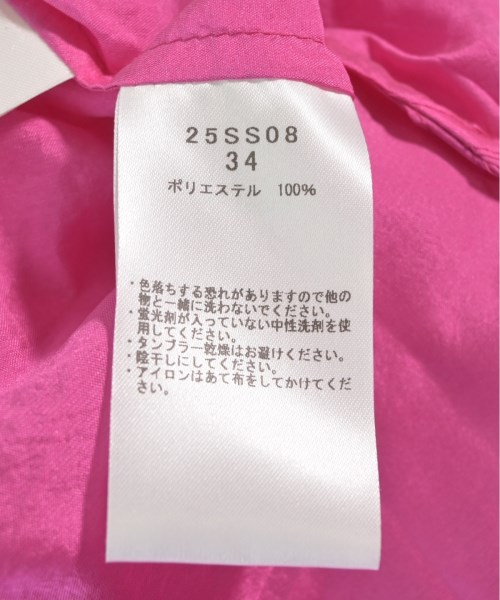 25SS08
34
ポリエステル 100%
・色落ちする恐れがありますので他の
物と一緒に洗わないでください。
・蛍光剤が入っていない中性洗剤を使
用してください。
・タンブラー乾燥はお避けください。
・陰干しにしてください。
・アイロンはあて布をしてかけてくだ
さい。